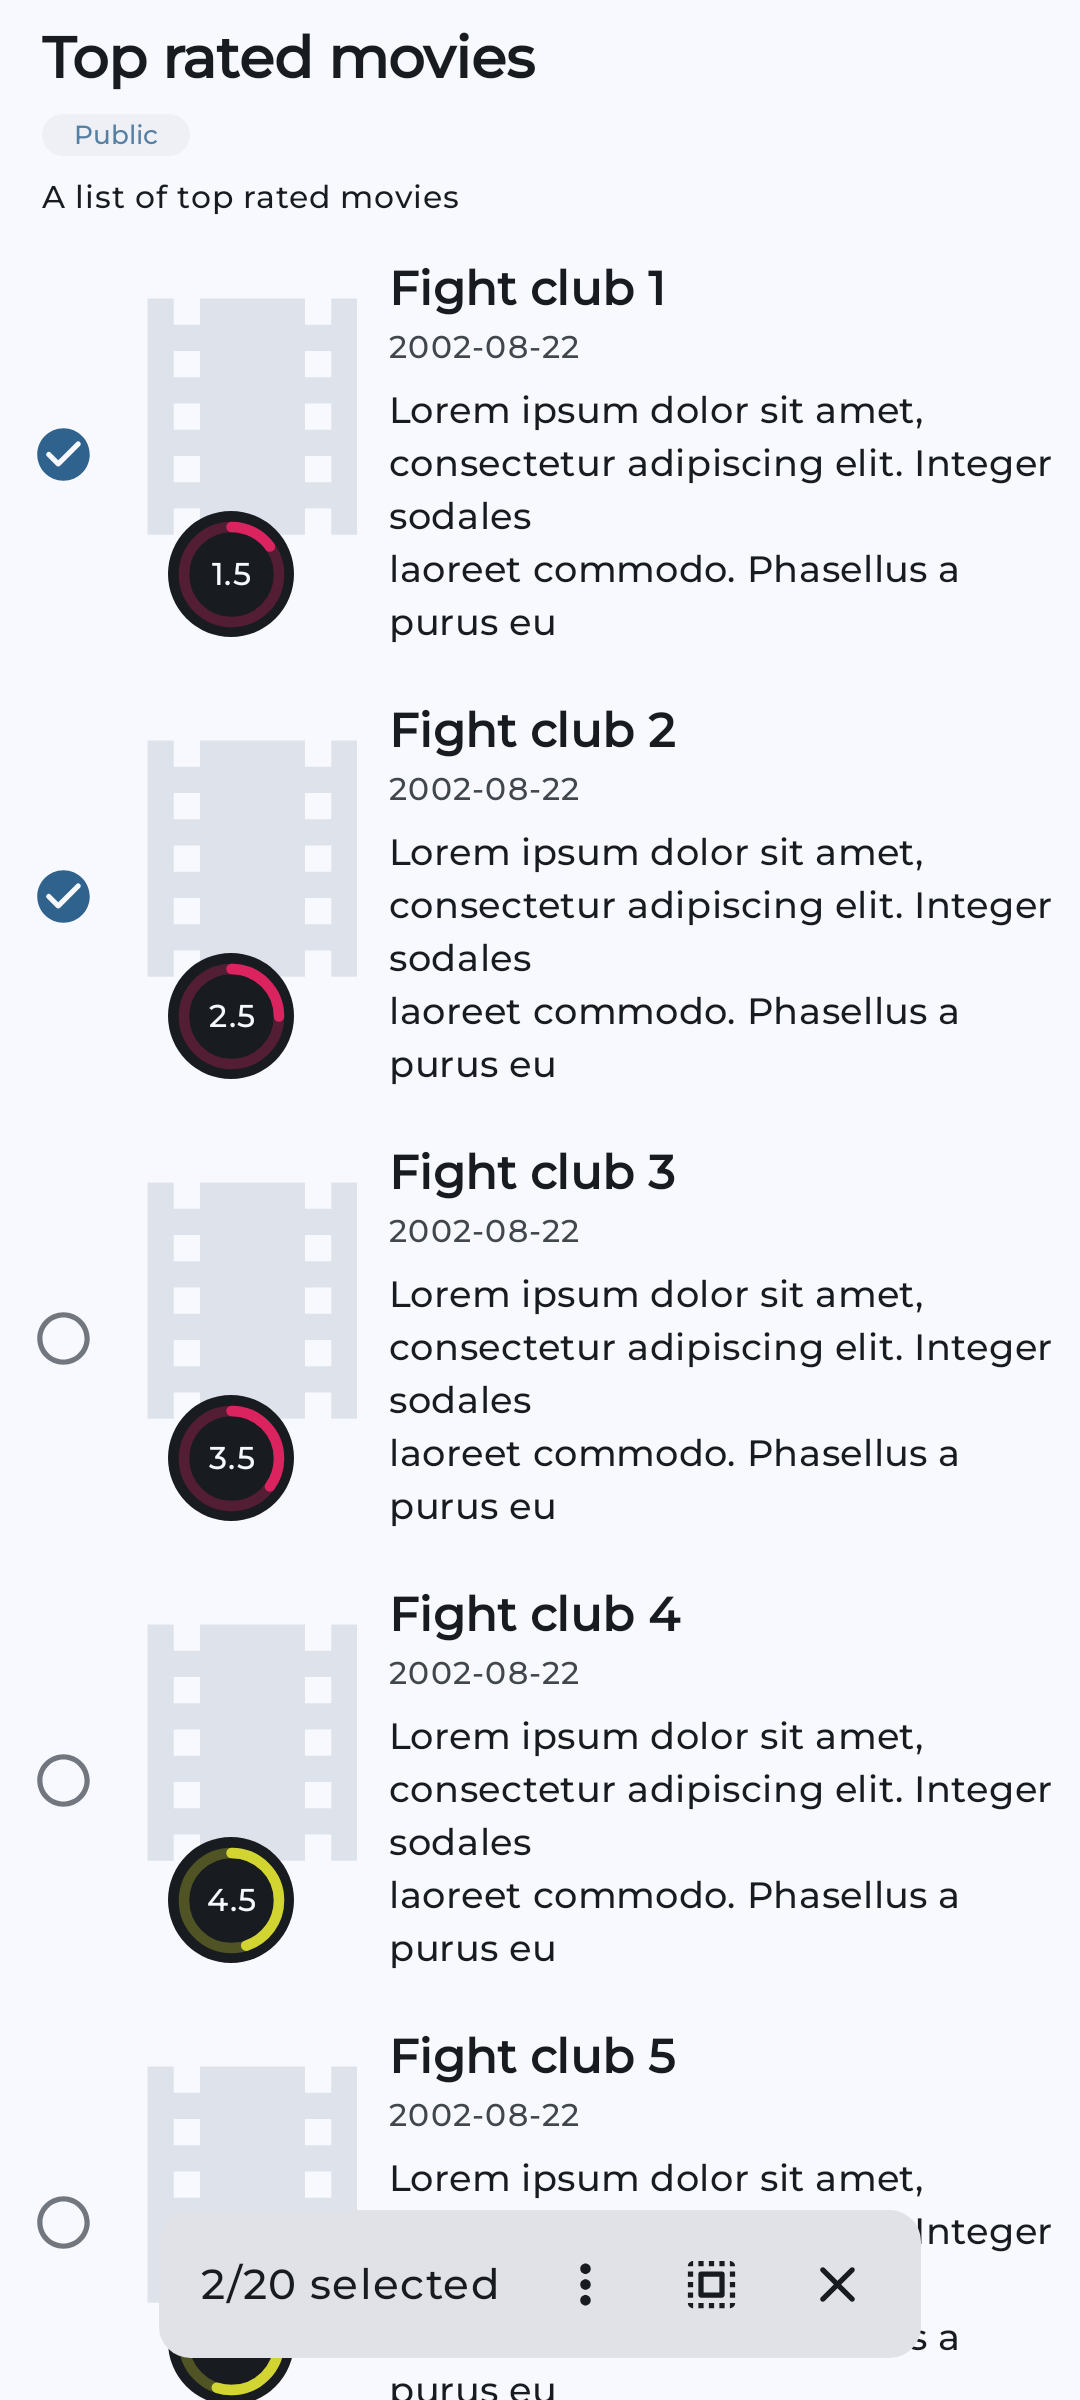 Top rated movies
Public
A list of top rated movies
Fight club 1
2002-08-22
Lorem ipsum dolor sit amet,
consectetur adipiscing elit. Integer
sodales
laoreet commodo. Phasellus a
purus eu
1.5
Fight club 2
2002-08-22
Lorem ipsum dolor sit amet,
consectetur adipiscing elit. Integer
sodales
laoreet commodo. Phasellus a
purus eu
2.5
Fight club 3
2002-08-22
Lorem ipsum dolor sit amet,
consectetur adipiscing elit. Integer
sodales
laoreet commodo. Phasellus a
purus eu
3.5
Fight club 4
2002-08-22
Lorem ipsum dolor sit amet,
consectetur adipiscing elit. Integer
sodales
laoreet commodo. Phasellus a
purus eu
4.5
Fight club 5
2002-08-22
Lorem ipsum dolor sit amet,
Integer
2/20 selected
a
purus eu